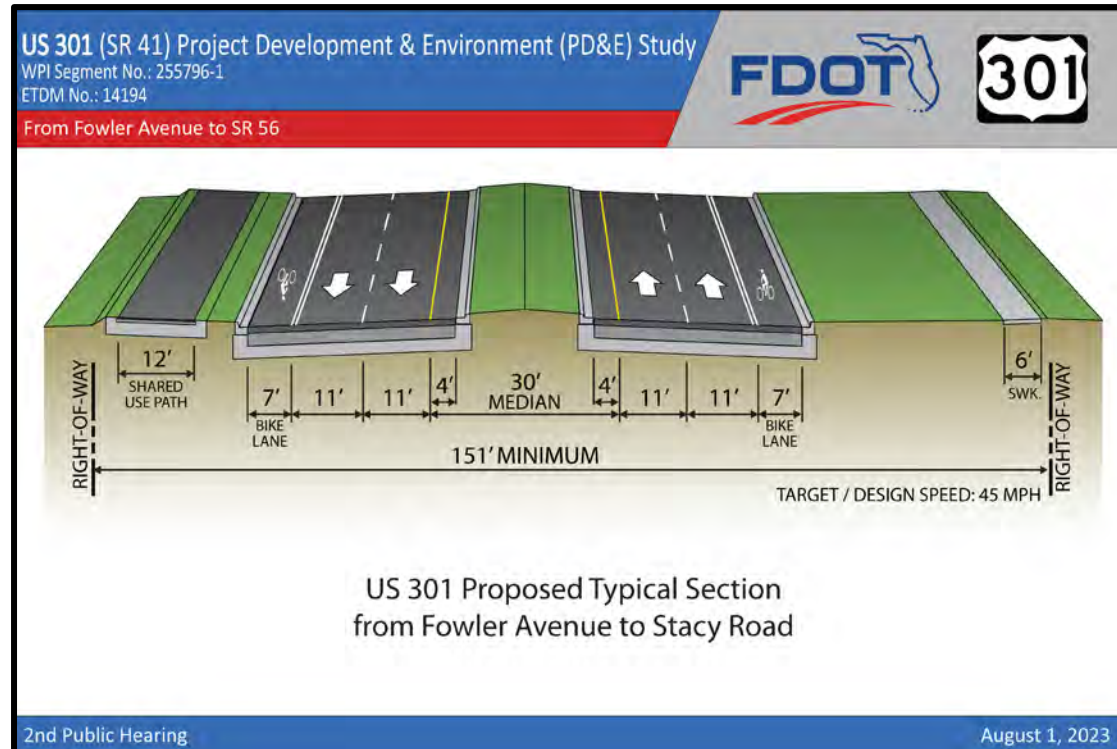 US 301 (SR 41) Project Development & Environment (PD&E) Study
WPI Segment No.: 255796-1
ETDM No.: 14194
From Fowler Avenue to SR 56
FDOT
301
12'
SHARED
USE PATH
7'
BIKE
LANE
11'
11'
4'
30'
MEDIAN
4'
11'
11'
7'
BIKE
LANE
6'
SWK.
RIGHT-OF-WAY
151' MINIMUM
RIGHT-OF-WAY
TARGET / DESIGN SPEED: 45 MPH
US 301 Proposed Typical Section
from Fowler Avenue to Stacy Road
2nd Public Hearing
August 1, 2023